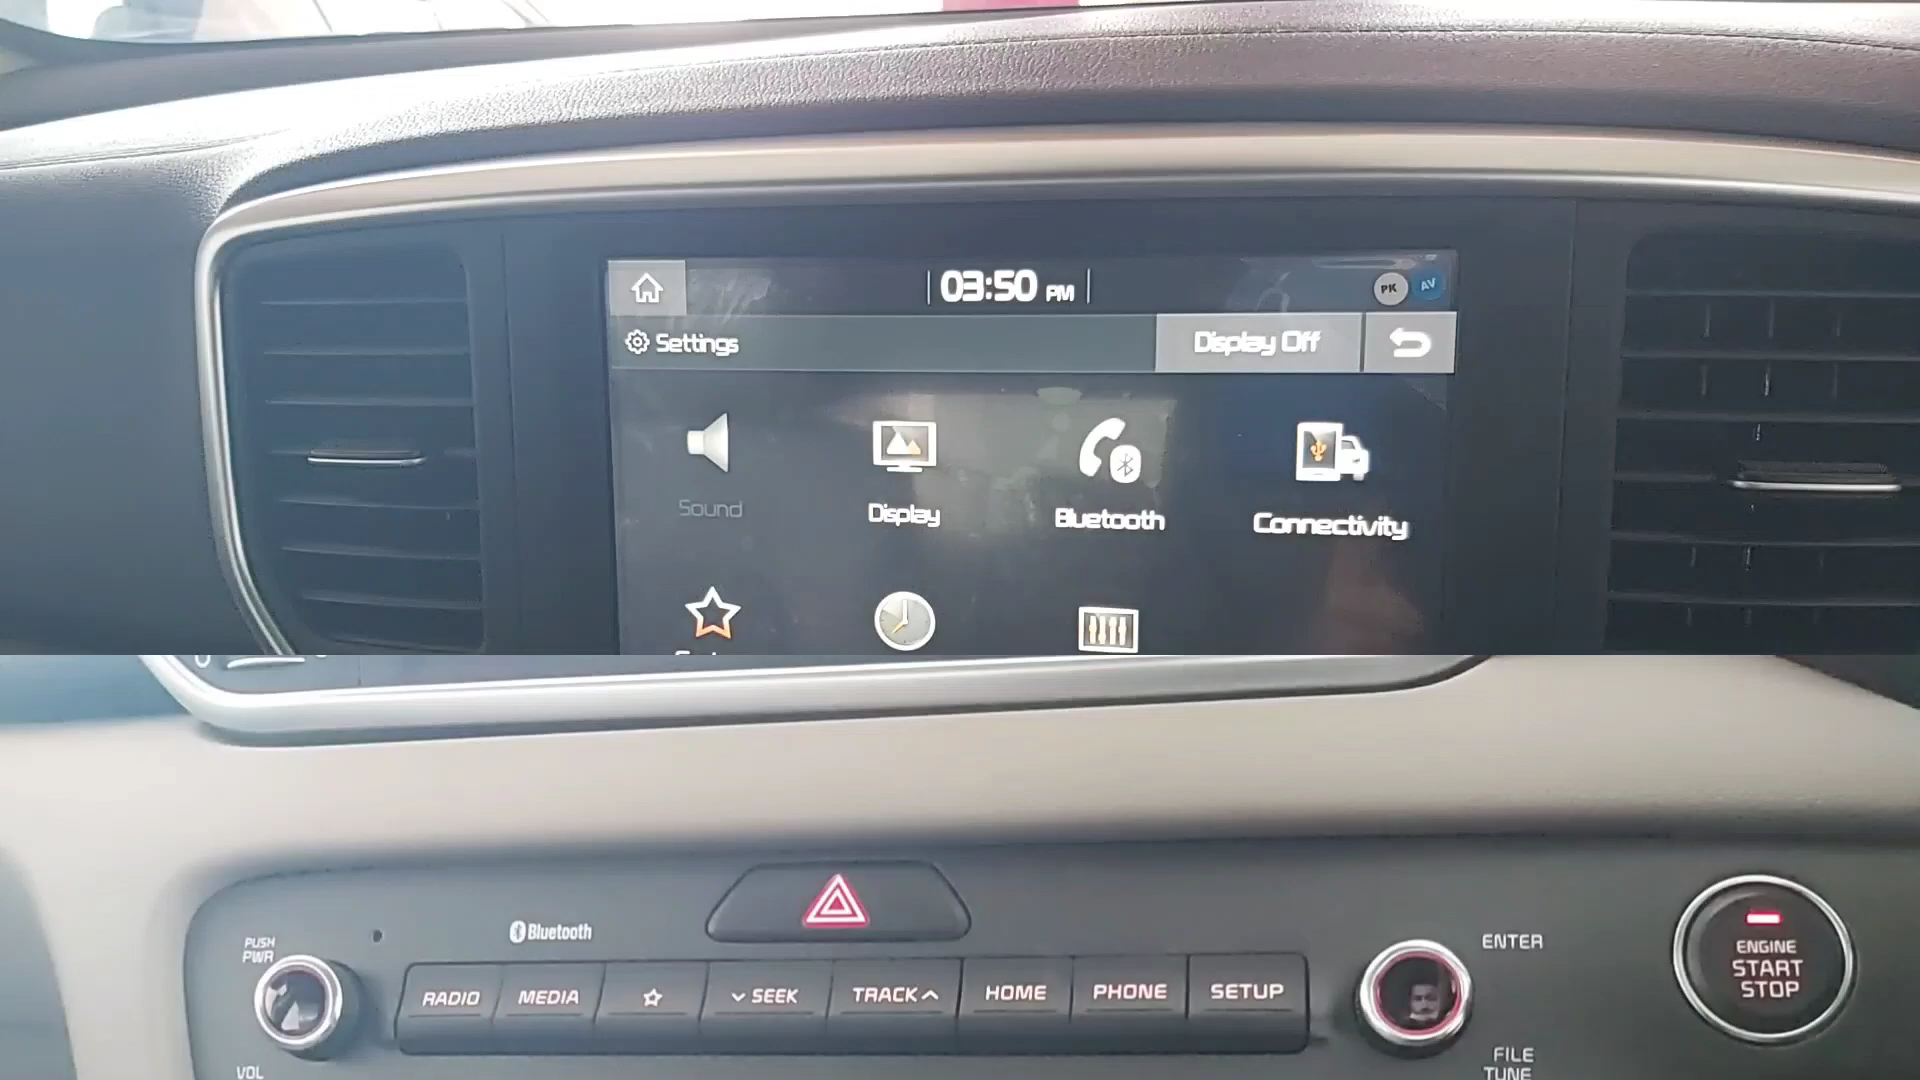 03:50 PM
PK
AV
Settings
Display Off
Sound
Display
Bluetooth
Connectivity
PUSH
PWR
Bluetooth
ENTER
ENGINE
START
STOP
RADIO
MEDIA
SEEK
TRACK
HOME
PHONE
SETUP
VOL
FILE
TUNE